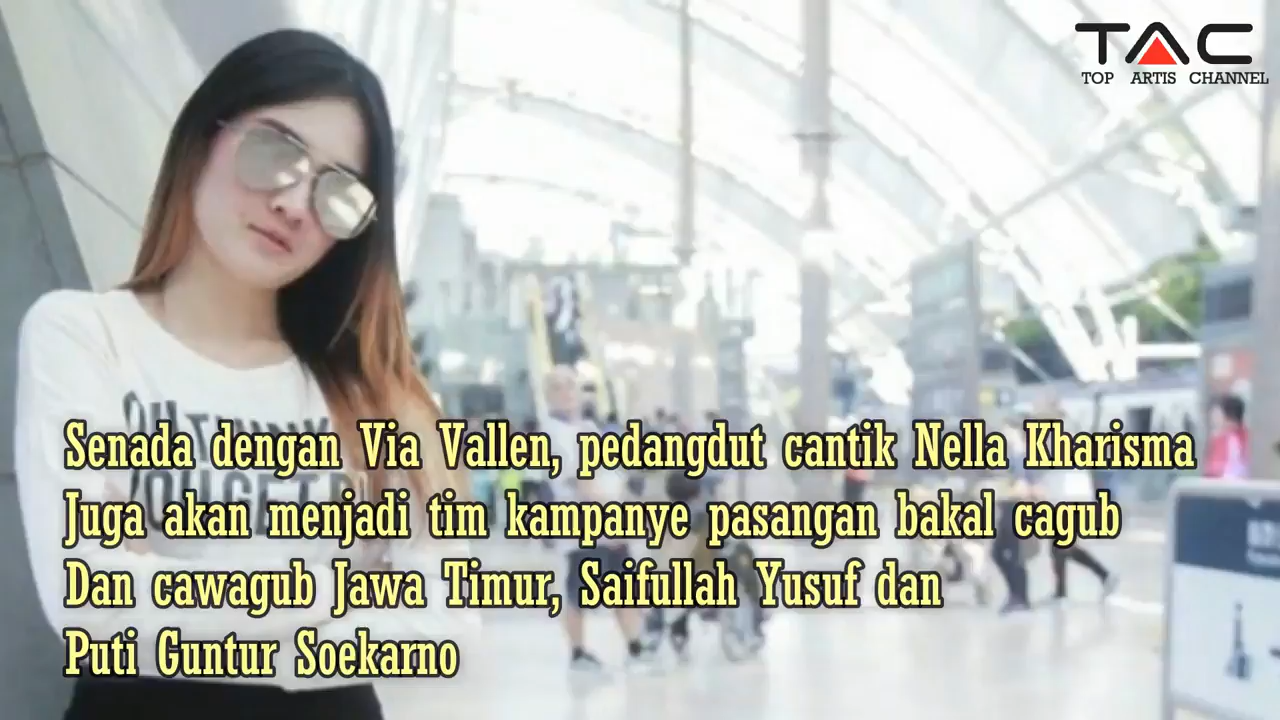 TAC
TOP ARTIS CHANNEL
Senada dengan Via Vallen, pedangdut cantik Nella Kharisma
Juga akan menjadi tim kampanye pasangan bakal cagub
Dan cawagub Jawa Timur, Saifullah Yusuf dan
Puti Guntur Soekarno